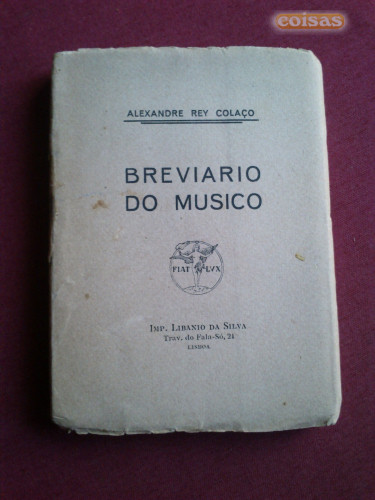 coisas
ALEXANDRE REY COLAÇO
BREVIARIO
DO MUSICO
FIAT LVX
IMP. LIBANIO DA SILVA
Trav. do Fala-Só, 24
LISBOA